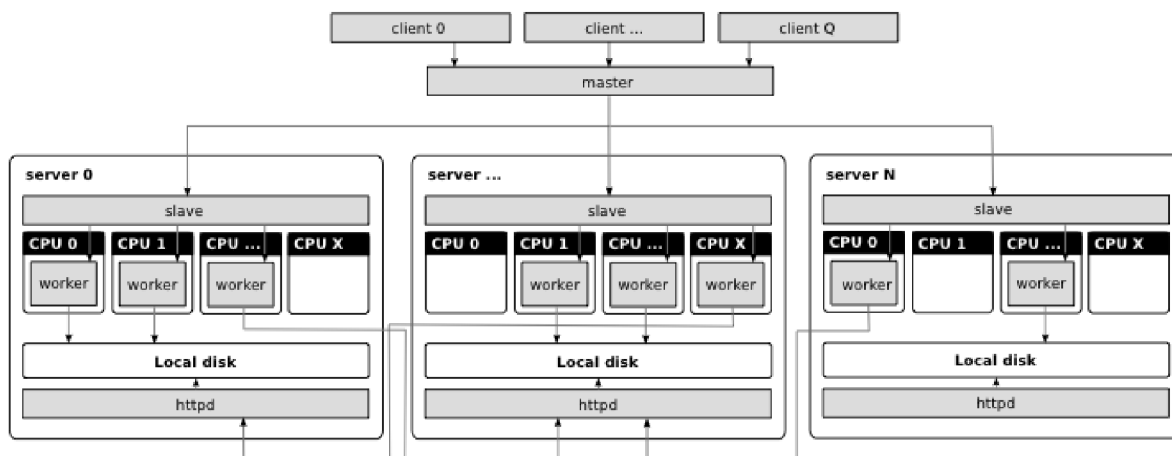 client 0
client ...
client Q
master
server 0
slave
CPU 0
CPU 1
CPU ...
CPU X
worker
worker
worker
Local disk
httpd
server ...
slave
CPU 0
CPU 1
CPU ...
CPU X
worker
worker
worker
Local disk
httpd
server N
slave
CPU 0
CPU 1
CPU ...
CPU X
worker
worker
Local disk
httpd